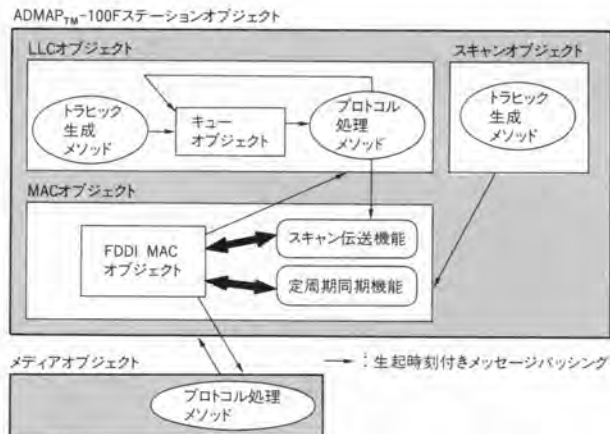 ADMAPTM-100Fステーションオブジェクト
LLCオブジェクト
スキャンオブジェクト
トラヒック
生成
メソッド
キュー
オブジェクト
プロトコル
処理
メソッド
トラヒック
生成
メソッド
MACオブジェクト
FDDI MAC
オブジェクト
スキャン伝送機能
定周期同期機能
メディアオブジェクト
:生起時刻付きメッセージパッシング
プロトコル処理
メソッド